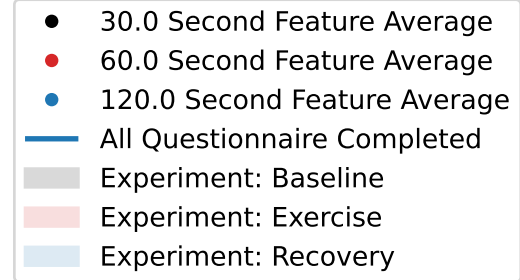 30.0 Second Feature Average
60.0 Second Feature Average
120.0 Second Feature Average
All Questionnaire Completed
Experiment: Baseline
Experiment: Exercise
Experiment: Recovery